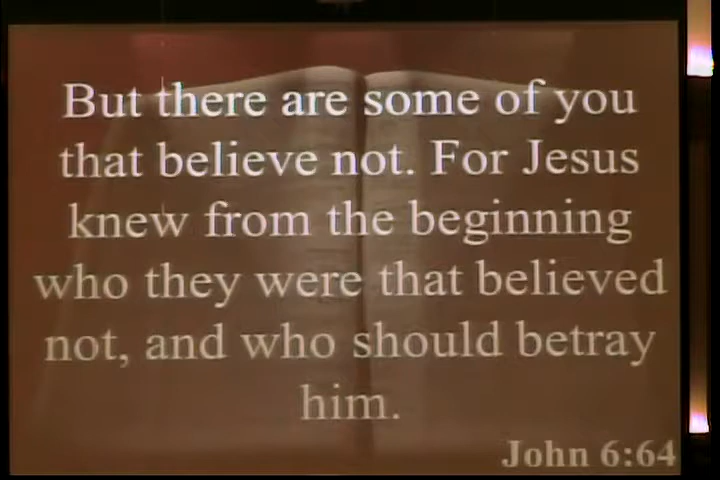 But there are some of you
that believe not. For Jesus
knew from the beginning
who they were that believed
not, and who should betray
him.
John 6:64